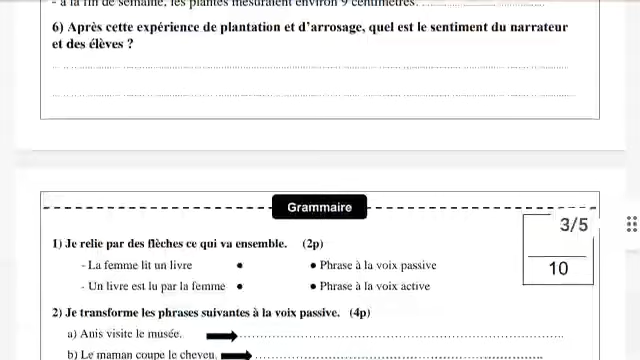 - à la fin de semaine, les plantes mesuraient environ 9 centimètres.
6) Après cette expérience de plantation et d'arrosage, quel est le sentiment du narrateur
et des élèves ?
Grammaire
3/5
10
1) Je relie par des flèches ce qui va ensemble. (2p)
- La femme lit un livre • • Phrase à la voix passive
- Un livre est lu par la femme • • Phrase à la voix active
2) Je transforme les phrases suivantes à la voix passive. (4p)
a) Anis visite le musée.
b) Le maman coupe le cheveu.